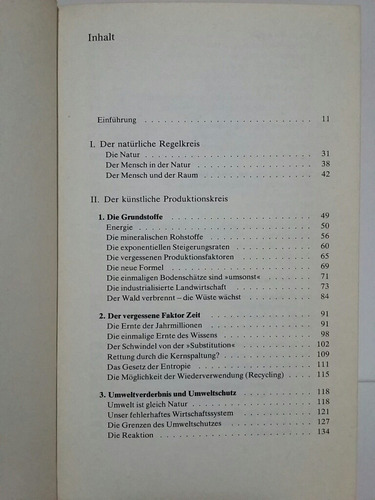 Inhalt
Einführung . . . . . . . . . . . . . . . . . . . . . . . . . . 11
I. Der natürliche Regelkreis
Die Natur . . . . . . . . . . . . . . . . . . . . . . . . . . 31
Der Mensch in der Natur . . . . . . . . . . . . . . . . . . 38
Der Mensch und der Raum . . . . . . . . . . . . . . . . . 42
II. Der künstliche Produktionskreis
1. Die Grundstoffe . . . . . . . . . . . . . . . . . . . . . . 49
Energie . . . . . . . . . . . . . . . . . . . . . . . . . . . 50
Die mineralischen Rohstoffe . . . . . . . . . . . . . . . . 56
Die exponentiellen Steigerungsraten . . . . . . . . . . . . 60
Die vergessenen Produktionsfaktoren . . . . . . . . . . . 65
Die neue Formel . . . . . . . . . . . . . . . . . . . . . . 69
Die einmaligen Bodenschätze sind »umsonst« . . . . . . . 71
Die industrialisierte Landwirtschaft . . . . . . . . . . . . 73
Der Wald verbrennt – die Wüste wächst . . . . . . . . . . 84
2. Der vergessene Faktor Zeit . . . . . . . . . . . . . . . . 91
Die Ernte der Jahrmillionen . . . . . . . . . . . . . . . . 91
Die einmalige Ernte des Wissens . . . . . . . . . . . . . . 98
Der Schwindel von der »Substitution« . . . . . . . . . . . 102
Rettung durch die Kernspaltung? . . . . . . . . . . . . . . 109
Das Gesetz der Entropie . . . . . . . . . . . . . . . . . . 111
Die Möglichkeit der Wiederverwendung (Recycling) . . . . 115
3. Umweltverderbnis und Umweltschutz . . . . . . . . . . . 118
Umwelt ist gleich Natur . . . . . . . . . . . . . . . . . . . 118
Unser fehlerhaftes Wirtschaftssystem . . . . . . . . . . . 121
Die Grenzen des Umweltschutzes . . . . . . . . . . . . . . 127
Die Reaktion . . . . . . . . . . . . . . . . . . . . . . . . 134